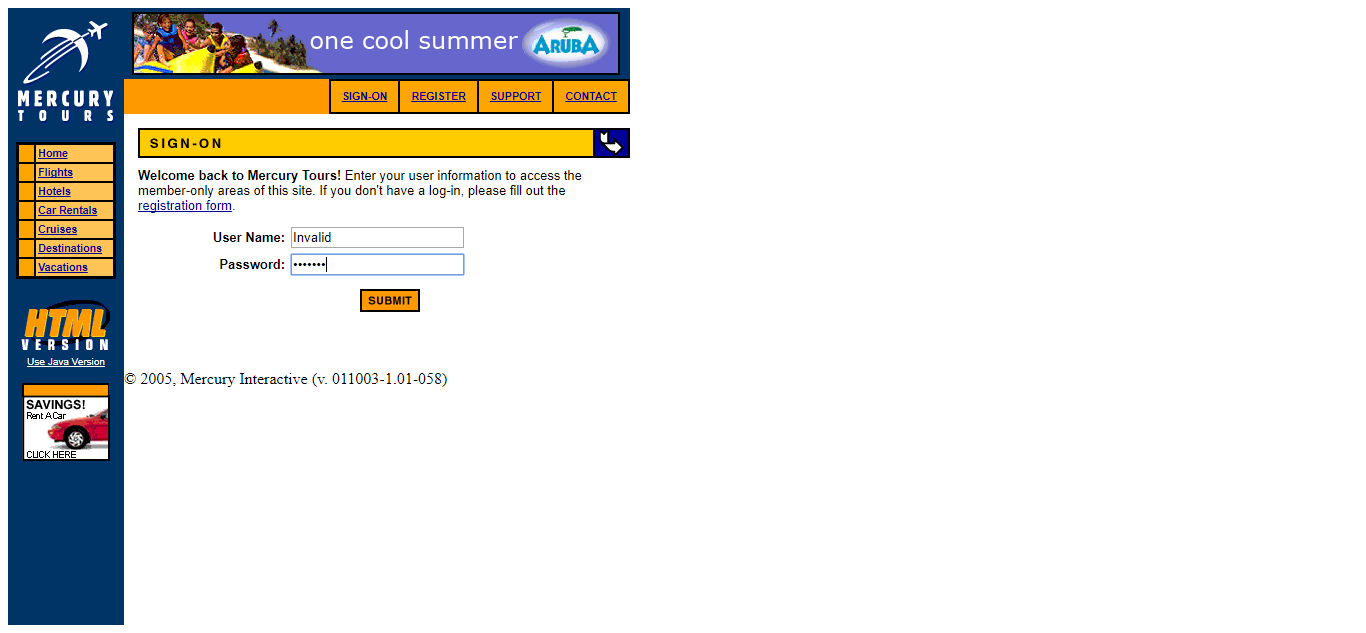 MERCURY
TOURS
one cool summer
ARUBA
SIGN-ON
REGISTER
SUPPORT
CONTACT
Home
Flights
Hotels
Car Rentals
Cruises
Destinations
Vacations
HTML
VERSION
Use Java Version
SAVINGS!
Rent A Car
CLICK HERE
SIGN-ON
Welcome back to Mercury Tours! Enter your user information to access the
member-only areas of this site. If you don't have a log-in, please fill out the
registration form.
User Name: Invalid
Password: •••••••
SUBMIT
© 2005, Mercury Interactive (v. 011003-1.01-058)